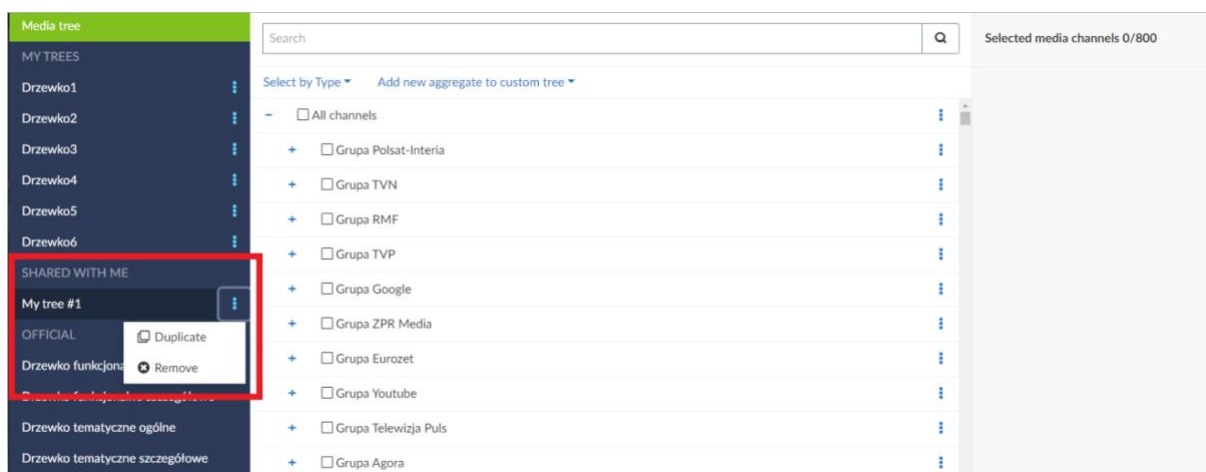 Media tree
MY TREES
Drzewko1
Drzewko2
Drzewko3
Drzewko4
Drzewko5
Drzewko6
SHARED WITH ME
My tree #1
OFFICIAL
Duplicate
Drzewko funkcjona
Remove
Drzewko tematyczne ogólne
Drzewko tematyczne szczegółowe
Search
Select by Type
Add new aggregate to custom tree
All channels
Grupa Polsat-Interia
Grupa TVN
Grupa RMF
Grupa TVP
Grupa Google
Grupa ZPR Media
Grupa Eurozet
Grupa Youtube
Grupa Telewizja Puls
Grupa Agora
Selected media channels 0/800